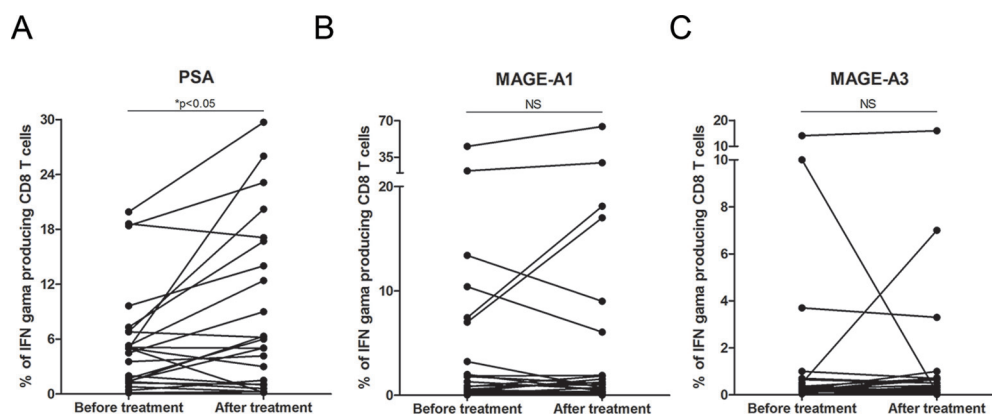 A
B
C
PSA
MAGE-A1
MAGE-A3
*p<0.05
NS
NS
% of IFN gama producing CD8 T cells
30
24
18
12
6
0
Before treatment After treatment
% of IFN gama producing CD8 T cells
70
35
20
10
0
Before treatment After treatment
% of IFN gama producing CD8 T cells
20
10
10
8
6
4
2
0
Before treatment After treatment